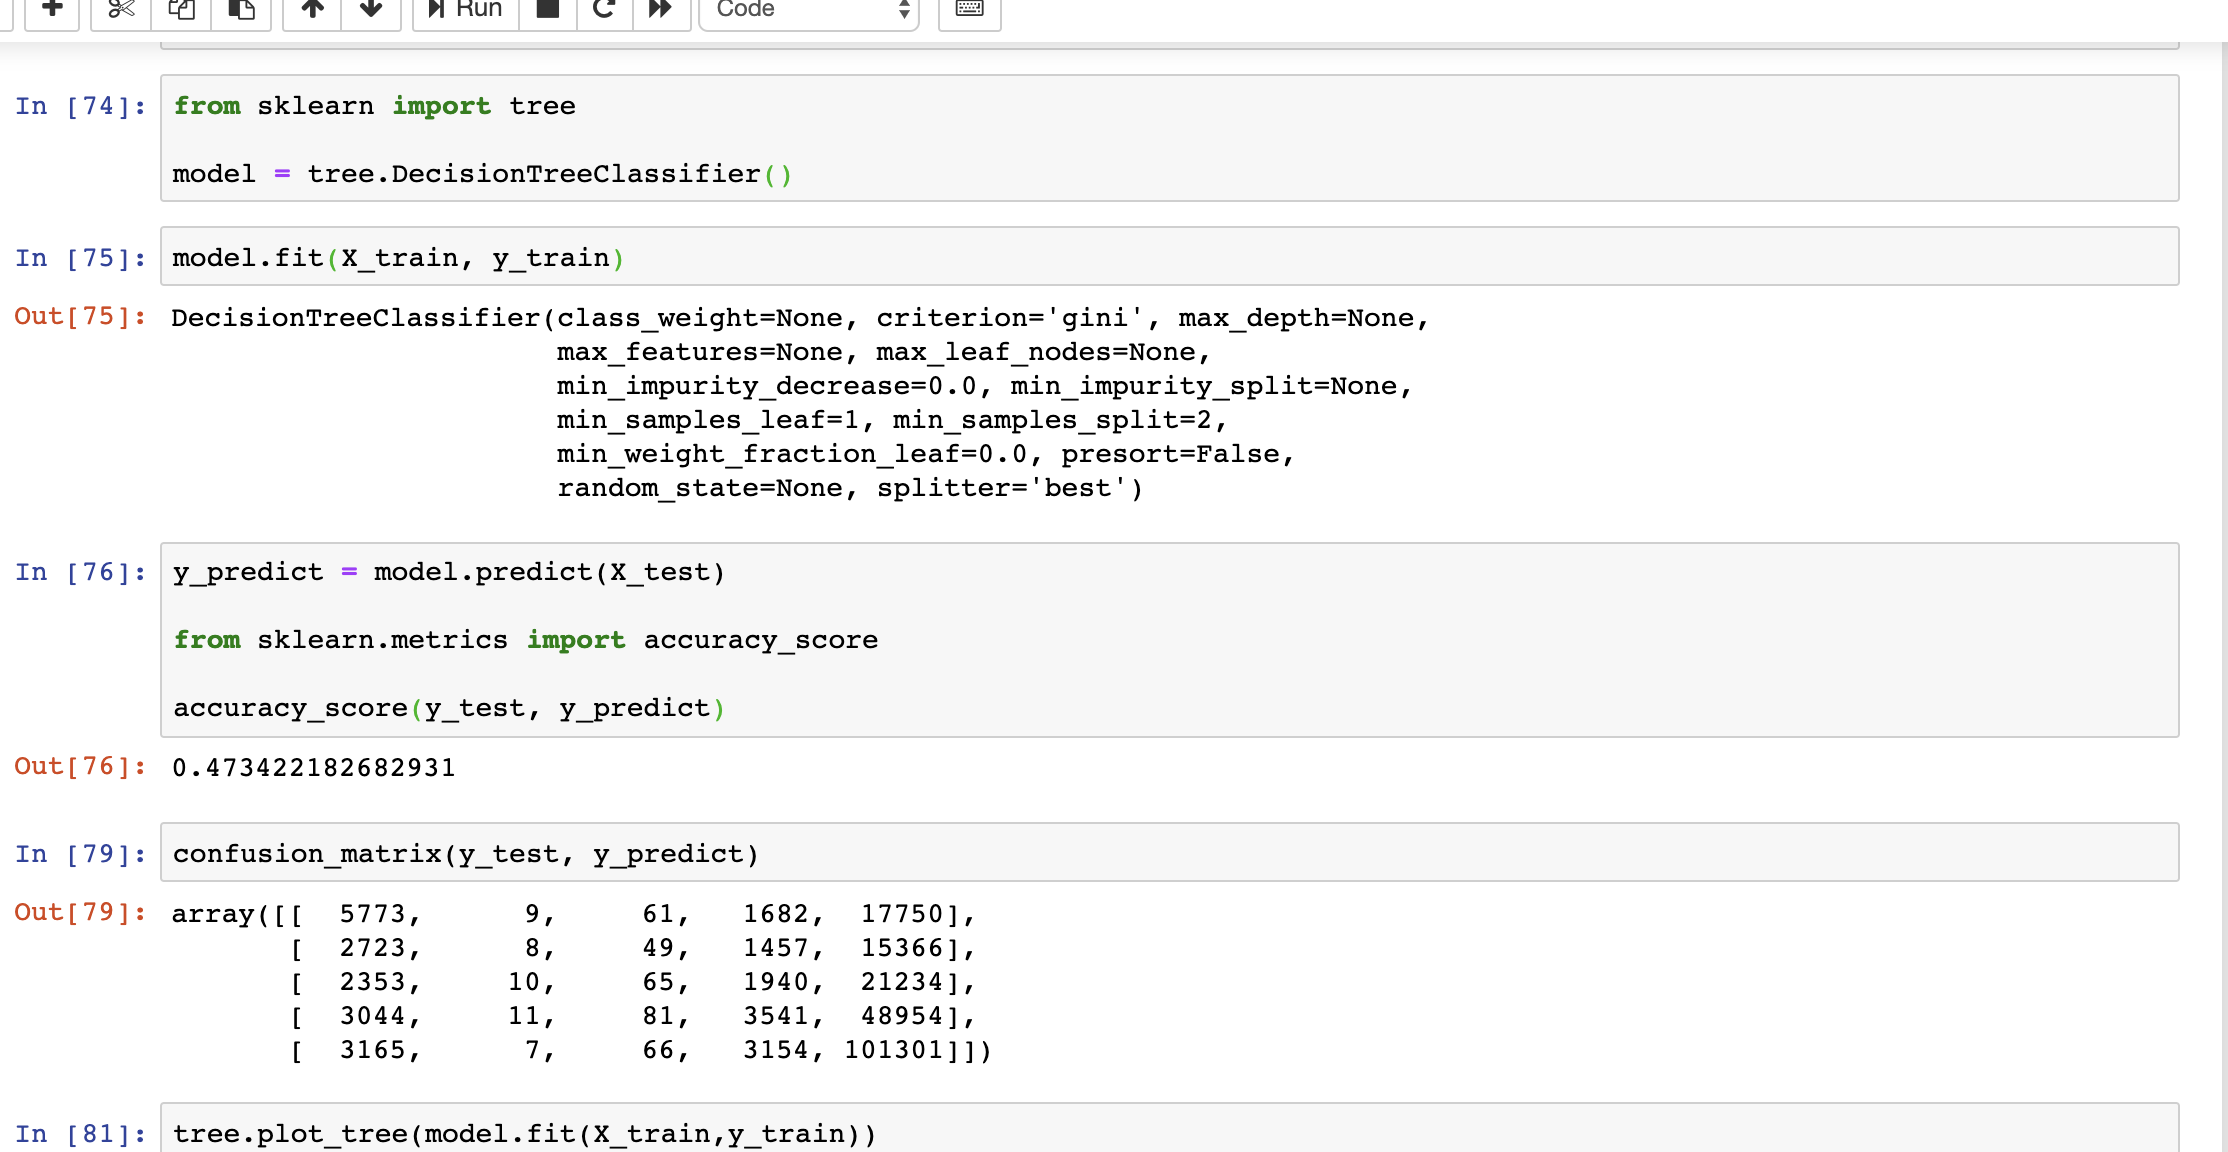 Run
Code
In [74]:
from sklearn import tree
model = tree.DecisionTreeClassifier()
In [75]:
model.fit(X_train, y_train)
Out[75]:
DecisionTreeClassifier(class_weight=None, criterion='gini', max_depth=None,
max_features=None, max_leaf_nodes=None,
min_impurity_decrease=0.0, min_impurity_split=None,
min_samples_leaf=1, min_samples_split=2,
min_weight_fraction_leaf=0.0, presort=False,
random_state=None, splitter='best')
In [76]:
y_predict = model.predict(X_test)
from sklearn.metrics import accuracy_score
accuracy_score(y_test, y_predict)
Out[76]:
0.473422182682931
In [79]:
confusion_matrix(y_test, y_predict)
Out[79]:
array([[  5773,      9,     61,   1682,  17750],
[  2723,      8,     49,   1457,  15366],
[  2353,     10,     65,   1940,  21234],
[  3044,     11,     81,   3541,  48954],
[  3165,      7,     66,   3154, 101301]])
In [81]:
tree.plot_tree(model.fit(X_train,y_train))